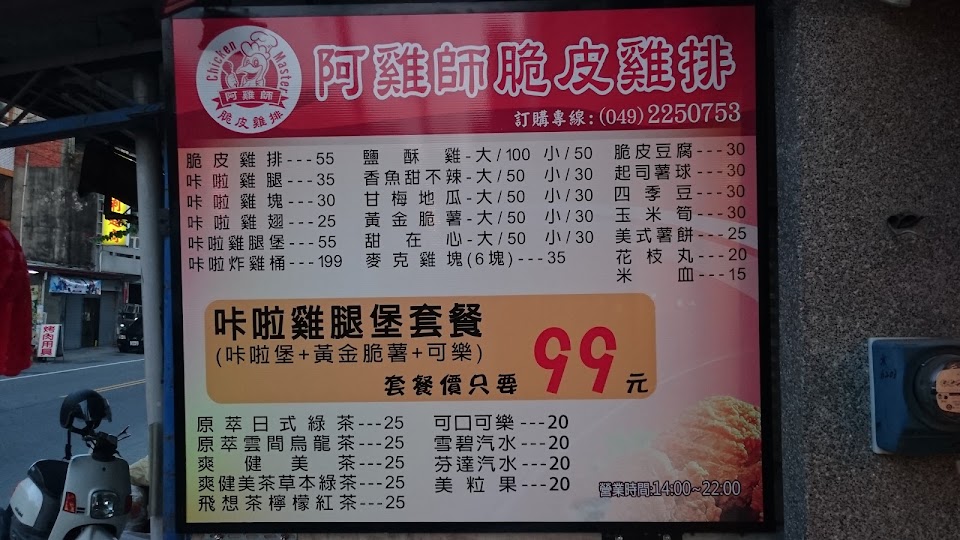 Chicken Master
阿雞師
脆皮雞排
阿雞師脆皮雞排
訂購專線:(049)2250753
脆皮雞排---55
咔啦雞腿---35
咔啦雞塊---30
咔啦雞翅---25
咔啦雞腿堡---55
咔啦炸雞桶---199
鹽酥雞-大/100 小/50
香魚甜不辣-大/50 小/30
甘梅地瓜-大/50 小/30
黃金脆薯-大/50 小/30
甜在心-大/50 小/30
麥克雞塊(6塊)---35
脆皮豆腐---30
起司薯球---30
四季豆---30
玉米筍---30
美式薯餅---25
花枝丸---20
米血---15
咔啦雞腿堡套餐
(咔啦堡+黃金脆薯+可樂)
套餐價只要 99元
原萃日式綠茶---25
原萃雲間烏龍茶---25
爽健美茶---25
爽健美茶草本綠茶---25
飛想茶檸檬紅茶---25
可口可樂---20
雪碧汽水---20
芬達汽水---20
美粒果---20
營業時間:14:00~22:00
烤肉用具